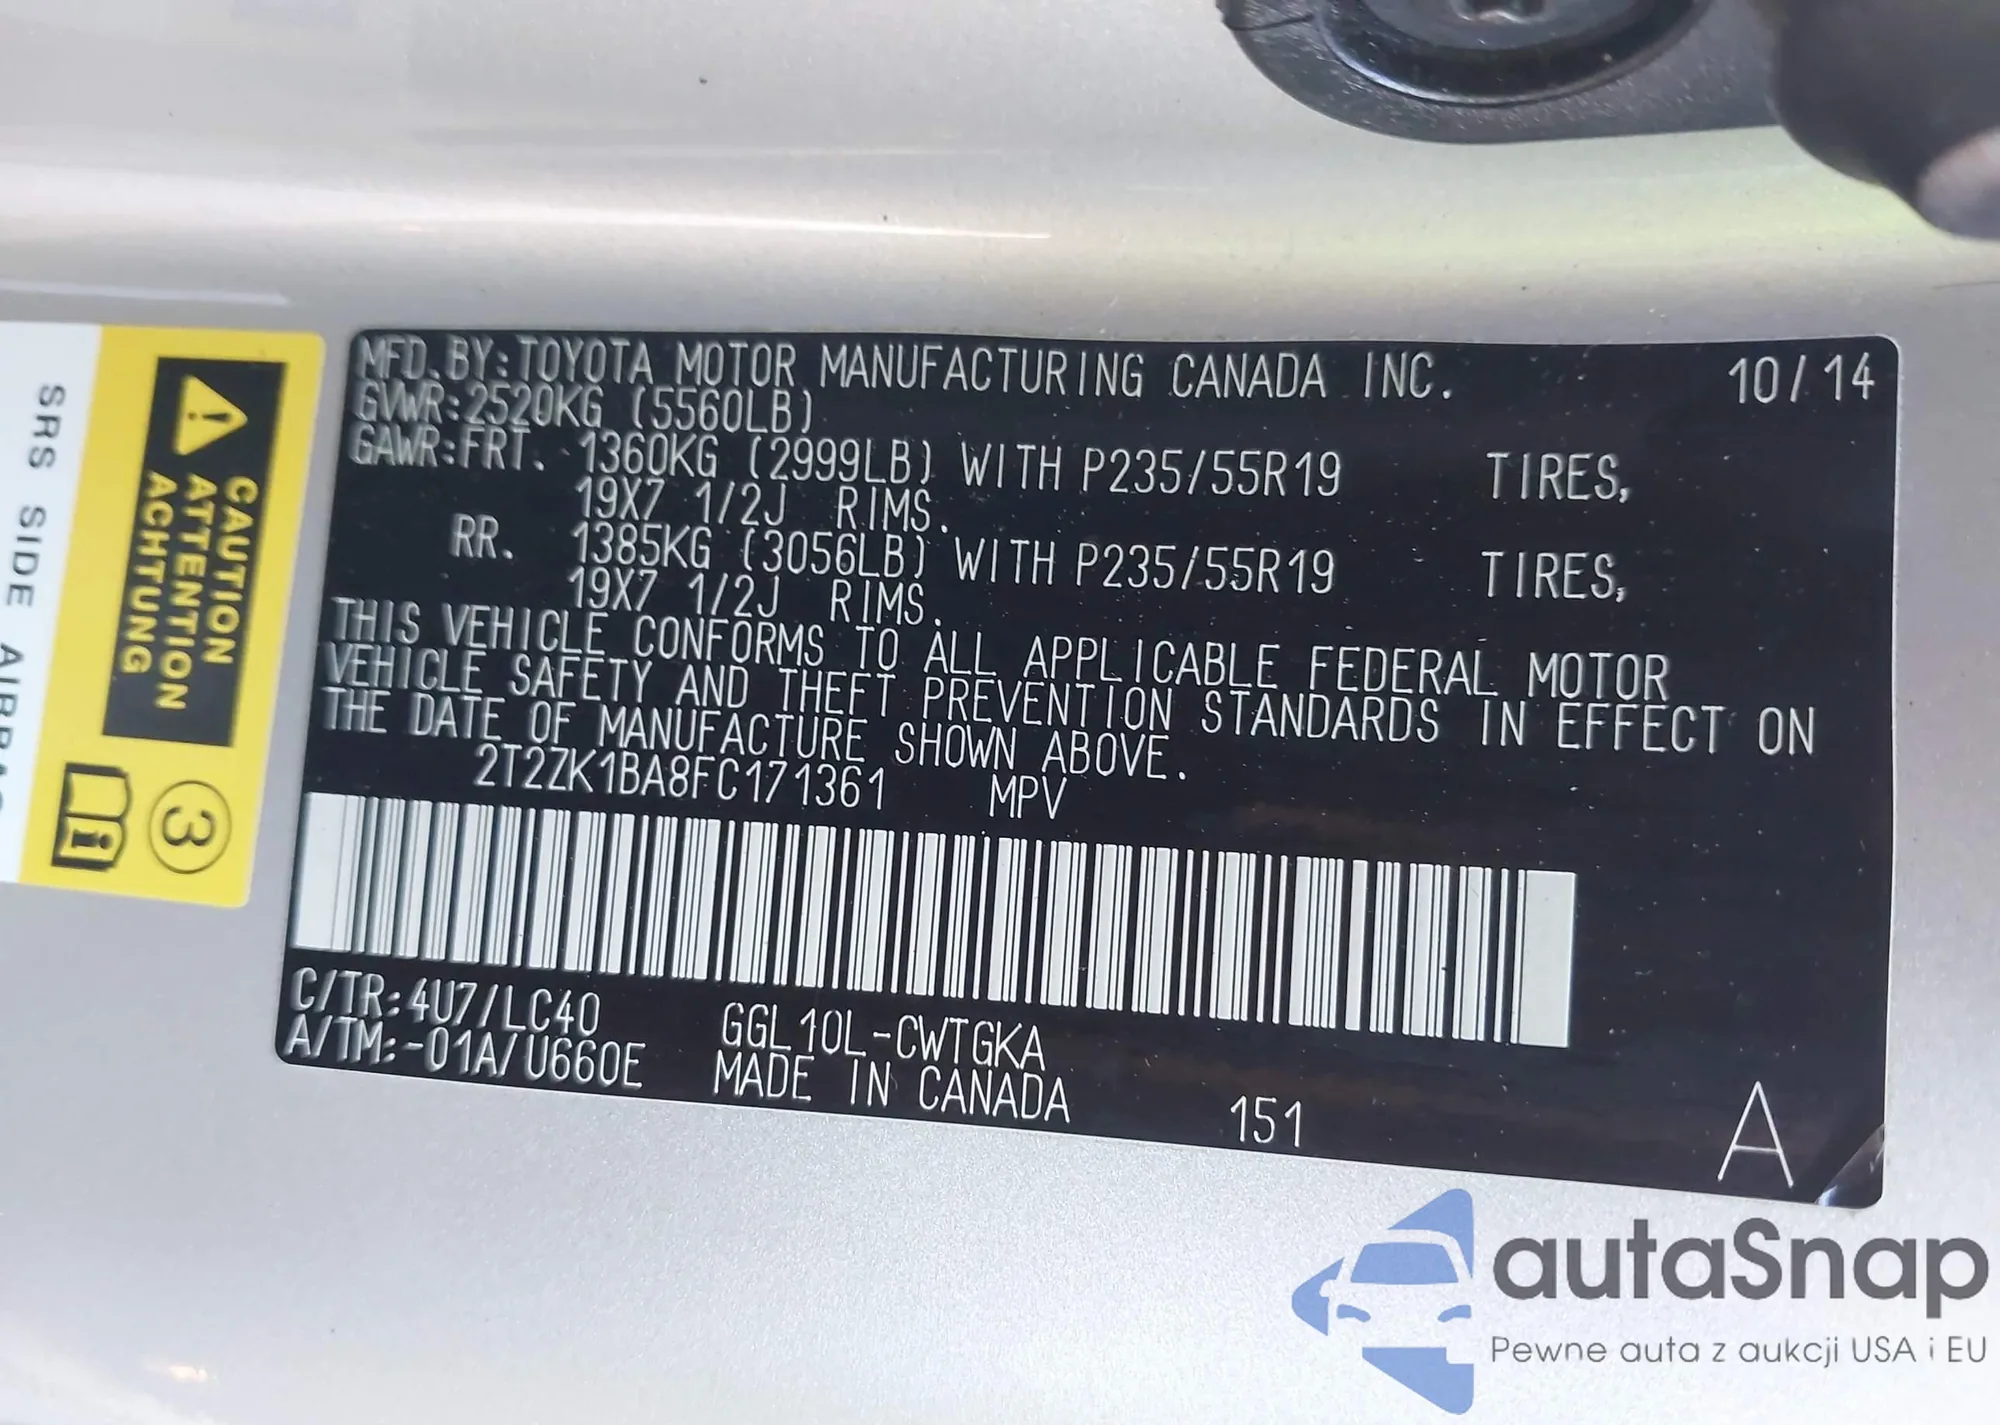 MFD. BY: TOYOTA MOTOR MANUFACTURING CANADA INC. 10/14
GVWR: 2520KG (5560LB)
GAWR: FRT. 1360KG (2999LB) WITH P235/55R19 TIRES,
19X7 1/2J RIMS.
RR. 1385KG (3056LB) WITH P235/55R19 TIRES,
19X7 1/2J RIMS.
THIS VEHICLE CONFORMS TO ALL APPLICABLE FEDERAL MOTOR
VEHICLE SAFETY AND THEFT PREVENTION STANDARDS IN EFFECT ON
THE DATE OF MANUFACTURE SHOWN ABOVE.
2T2ZK1BA8FC171361 MPV
C/TR: 4U7/LC40 GGL10L-CWTGKA
A/TM: -01A/U660E MADE IN CANADA 151
A
CAUTION
ATTENTION
ACHTUNG
3
i
SRS SIDE
autaSnap
Pewne auta z aukcji USA i EU